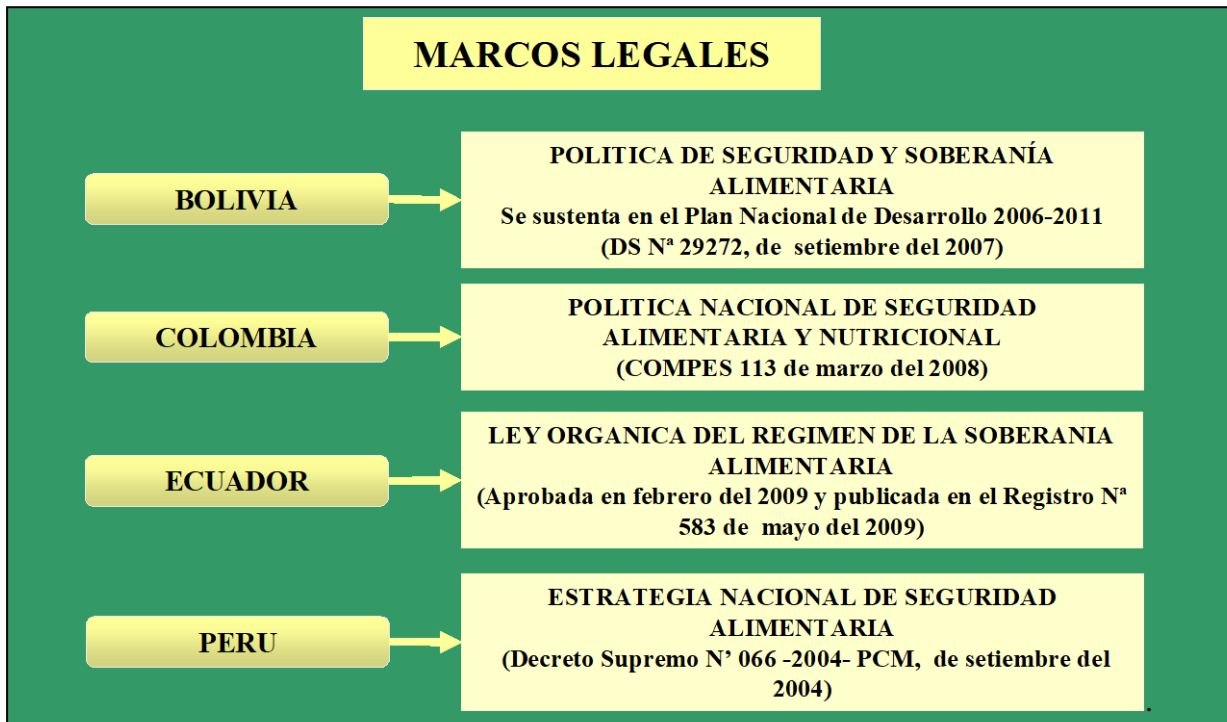 MARCOS LEGALES
BOLIVIA
POLITICA DE SEGURIDAD Y SOBERANÍA
ALIMENTARIA
Se sustenta en el Plan Nacional de Desarrollo 2006-2011
(DS Nª 29272, de setiembre del 2007)
COLOMBIA
POLITICA NACIONAL DE SEGURIDAD
ALIMENTARIA Y NUTRICIONAL
(COMPES 113 de marzo del 2008)
ECUADOR
LEY ORGANICA DEL REGIMEN DE LA SOBERANIA
ALIMENTARIA
(Aprobada en febrero del 2009 y publicada en el Registro Nª
583 de mayo del 2009)
PERU
ESTRATEGIA NACIONAL DE SEGURIDAD
ALIMENTARIA
(Decreto Supremo N’ 066 -2004- PCM, de setiembre del
2004)
.